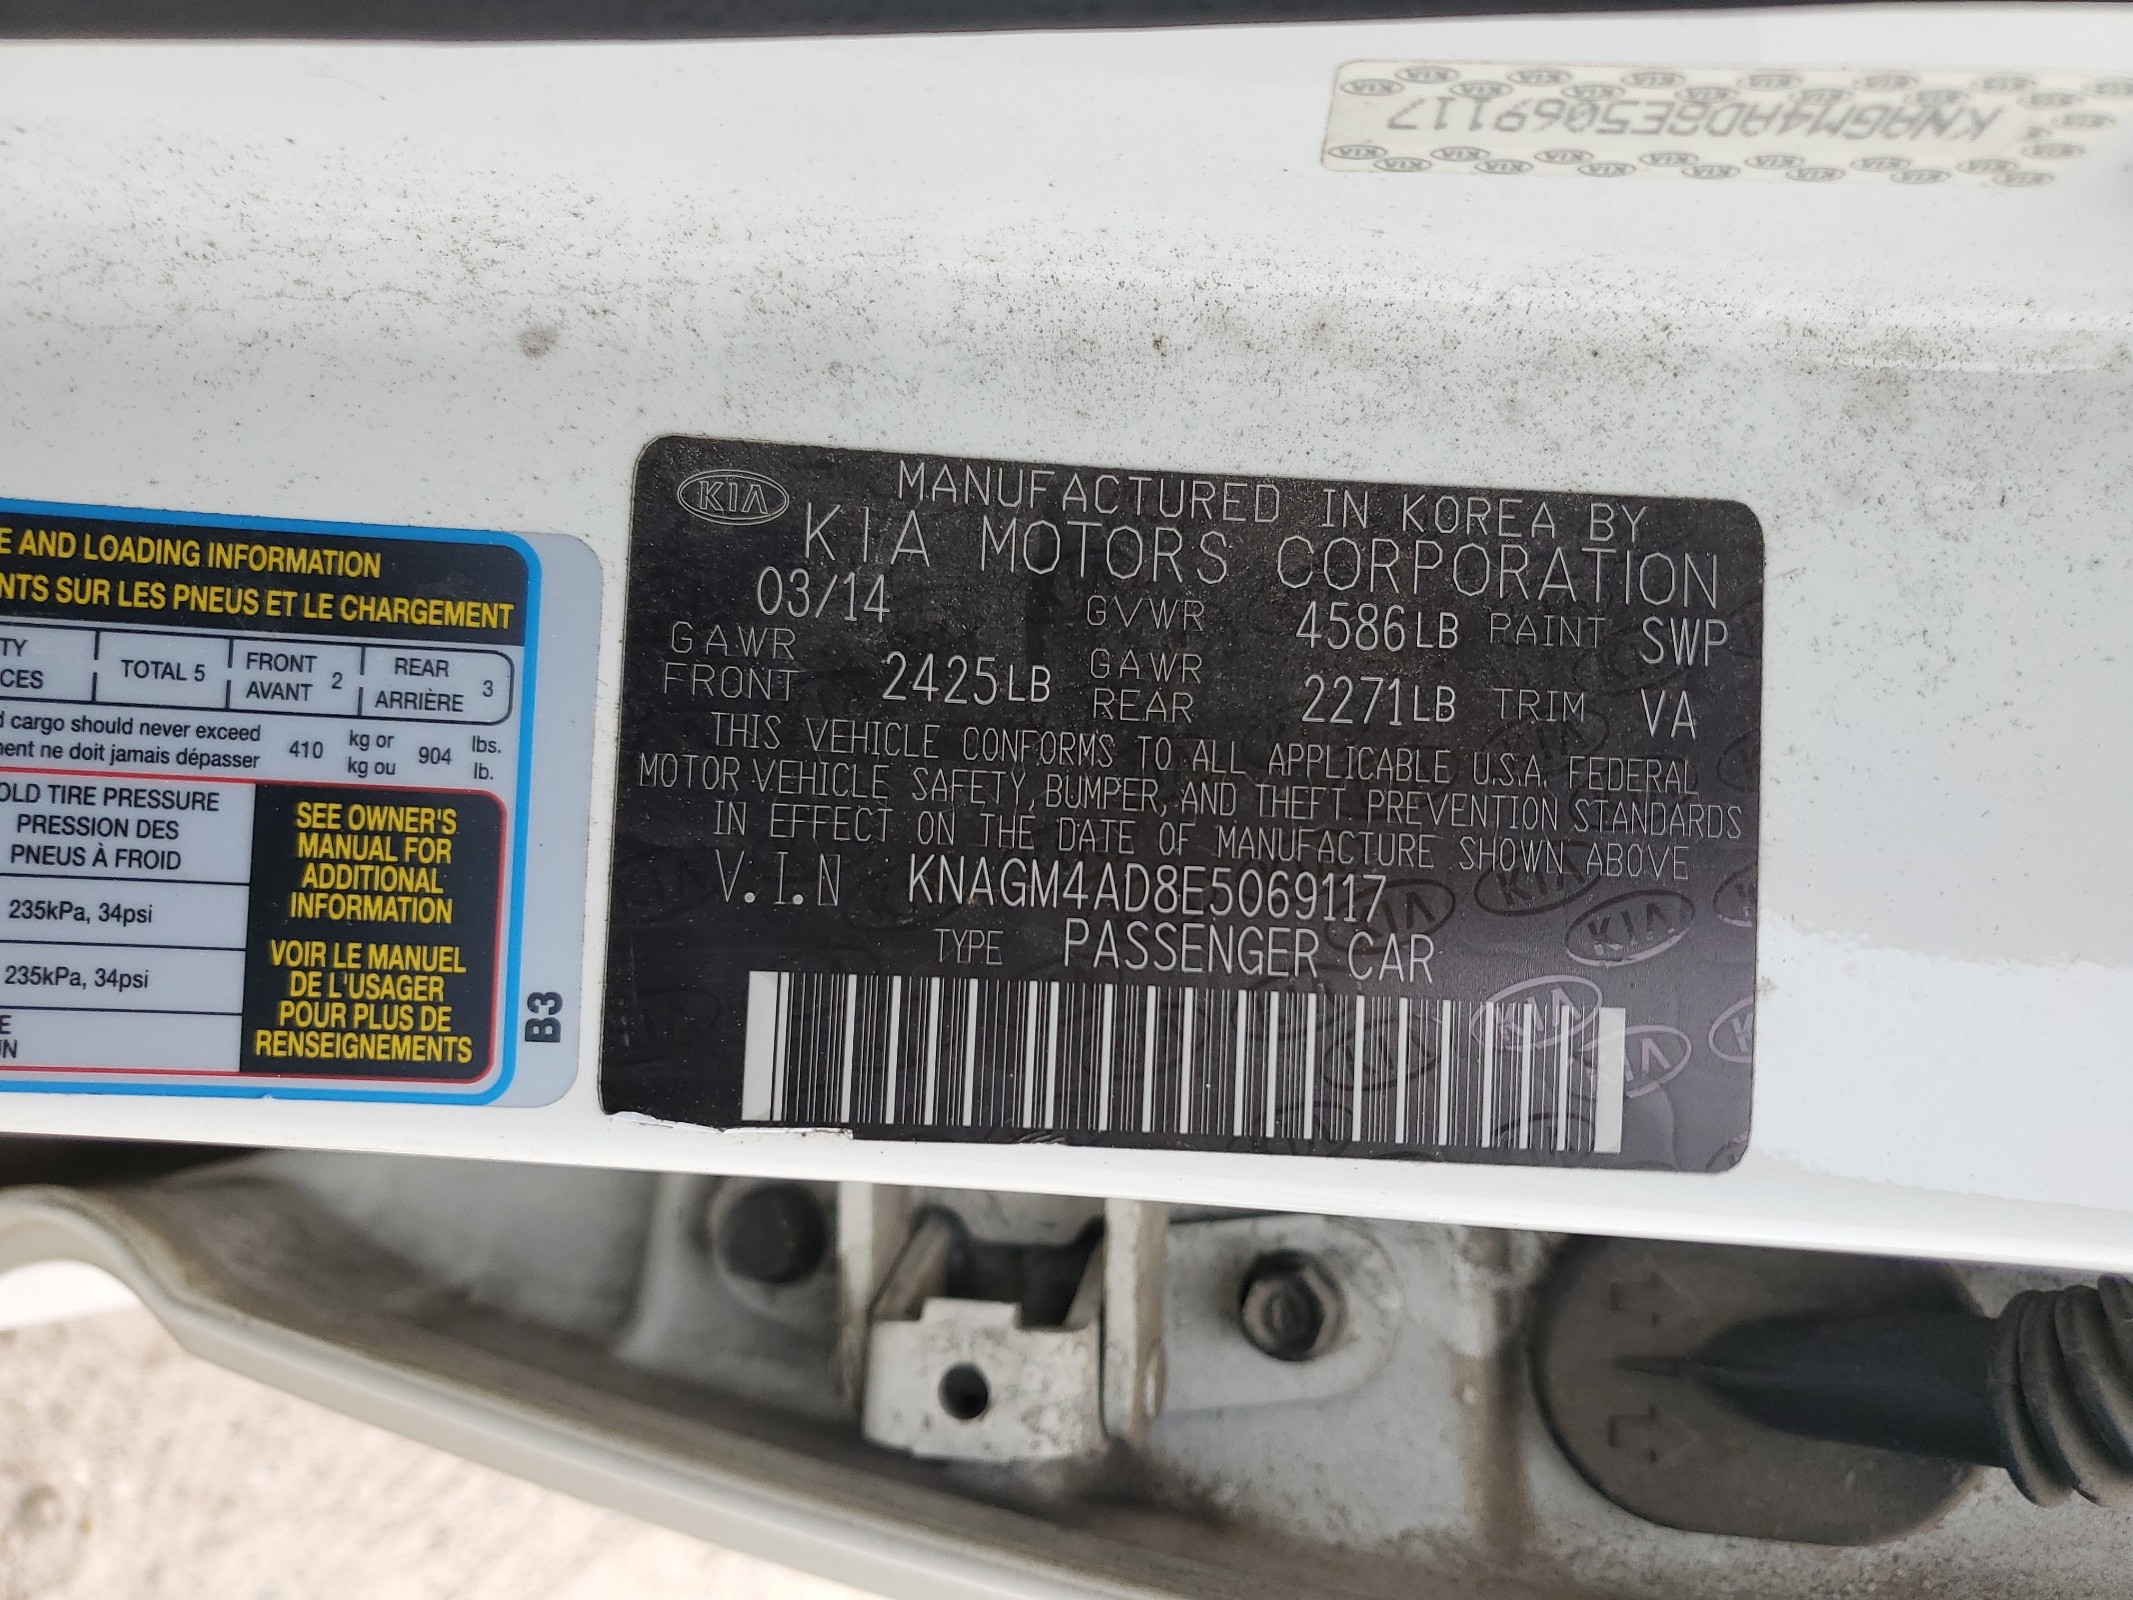 KNAGM4AD8E5069117
KIA
MANUFACTURED IN KOREA BY
KIA MOTORS CORPORATION
03/14 GVWR 4586LB PAINT SWP
GAWR FRONT 2425LB GAWR REAR 2271LB TRIM VA
THIS VEHICLE CONFORMS TO ALL APPLICABLE U.S.A. FEDERAL
MOTOR VEHICLE SAFETY, BUMPER, AND THEFT PREVENTION STANDARDS
IN EFFECT ON THE DATE OF MANUFACTURE SHOWN ABOVE
V.I.N KNAGM4AD8E5069117
TYPE PASSENGER CAR
E AND LOADING INFORMATION
NTS SUR LES PNEUS ET LE CHARGEMENT
TY
CES
TOTAL 5
FRONT
AVANT 2
REAR
ARRIÈRE 3
d cargo should never exceed
ent ne doit jamais dépasser
410 kg or
kg ou
904 lbs.
lb.
OLD TIRE PRESSURE
PRESSION DES
PNEUS À FROID
235kPa, 34psi
235kPa, 34psi
E
UN
SEE OWNER'S
MANUAL FOR
ADDITIONAL
INFORMATION
VOIR LE MANUEL
DE L'USAGER
POUR PLUS DE
RENSEIGNEMENTS
B3